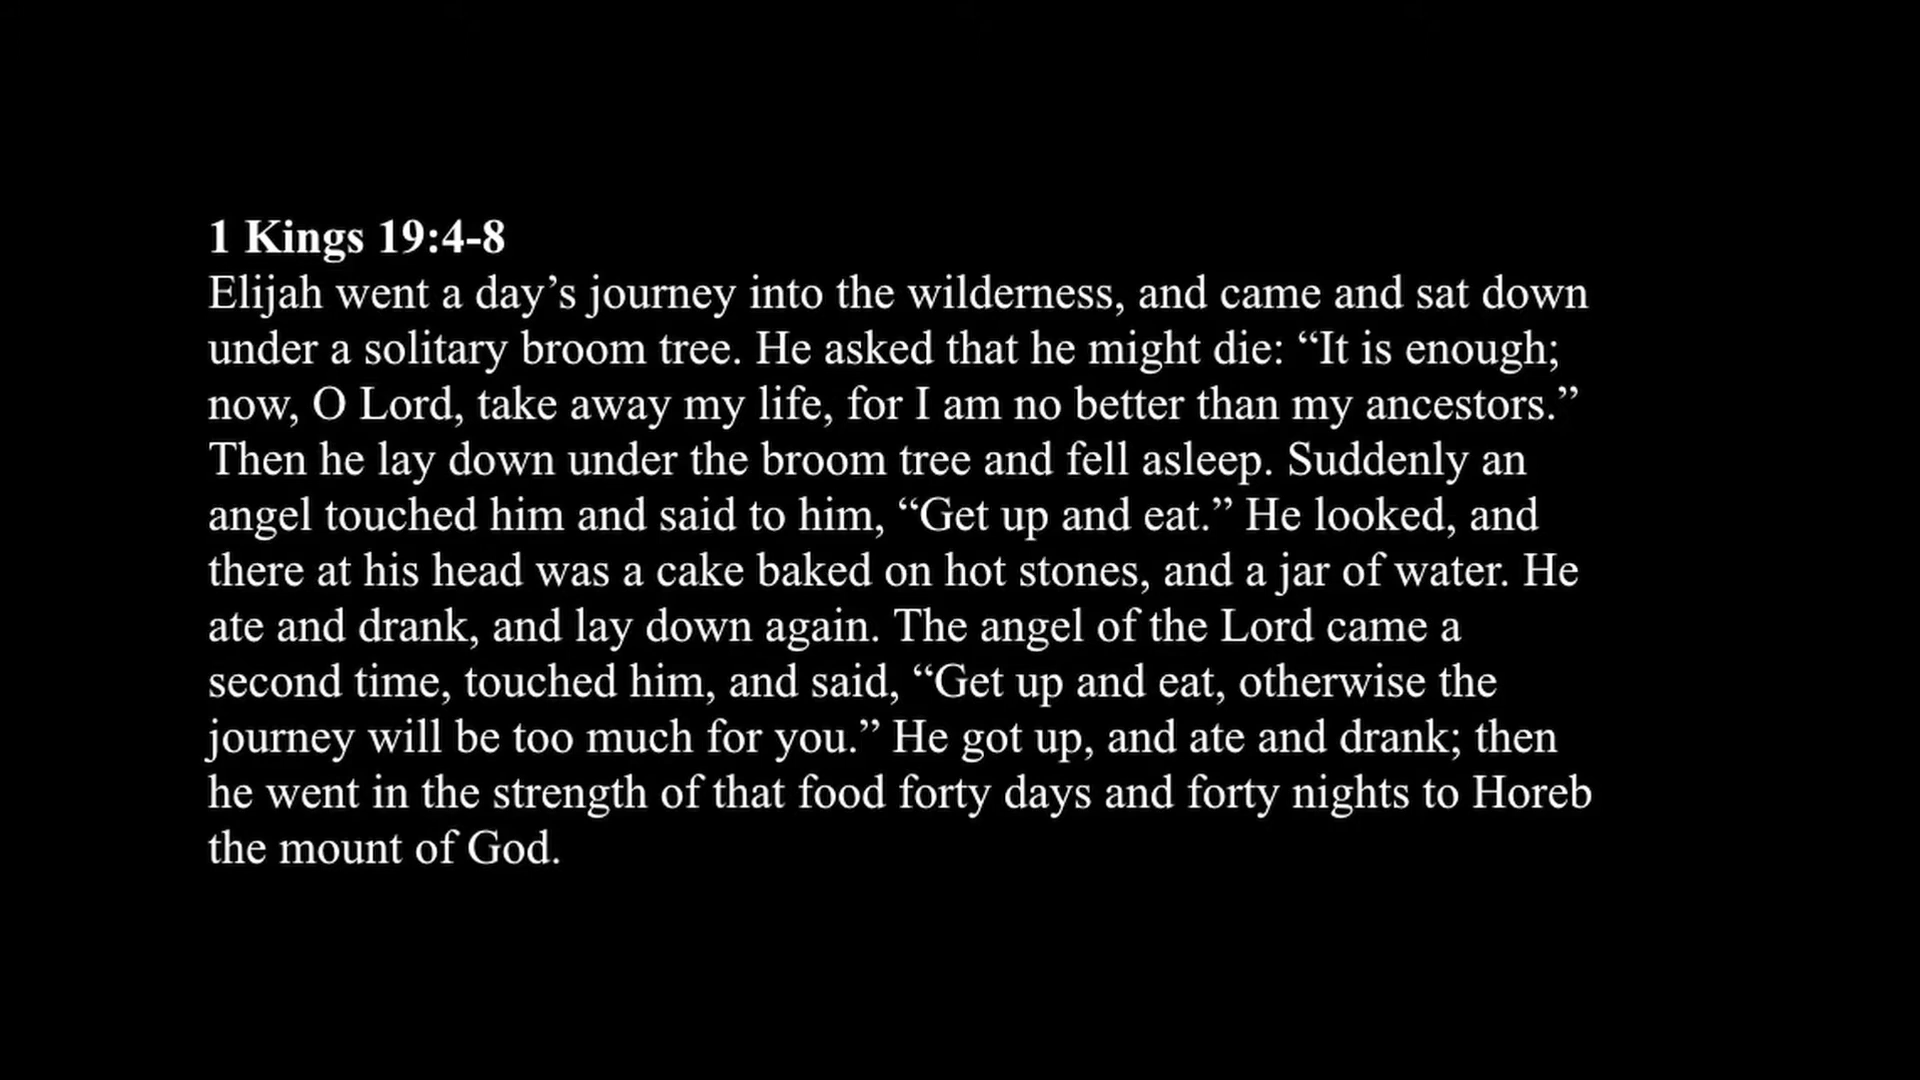 1 Kings 19:4-8
Elijah went a day’s journey into the wilderness, and came and sat down
under a solitary broom tree. He asked that he might die: “It is enough;
now, O Lord, take away my life, for I am no better than my ancestors.”
Then he lay down under the broom tree and fell asleep. Suddenly an
angel touched him and said to him, “Get up and eat.” He looked, and
there at his head was a cake baked on hot stones, and a jar of water. He
ate and drank, and lay down again. The angel of the Lord came a
second time, touched him, and said, “Get up and eat, otherwise the
journey will be too much for you.” He got up, and ate and drank; then
he went in the strength of that food forty days and forty nights to Horeb
the mount of God.